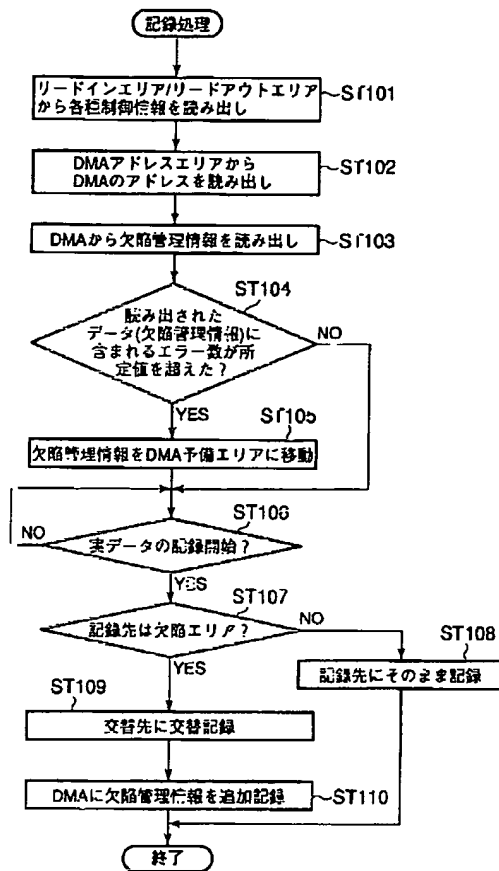 記録処理
リードインエリア/リードアウトエリア
から各種制御情報を読み出し
ST101
DMAアドレスエリアから
DMAのアドレスを読み出し
ST102
DMAから欠陥管理情報を読み出し
ST103
ST104
読み出された
データ(欠陥管理情報)に
含まれるエラー数が所
定値を超えた?
NO
YES
ST105
欠陥管理情報をDMA予備エリアに移動
ST106
NO
実データの記録開始?
YES
ST107
記録先は欠陥エリア?
NO
YES
ST108
記録先にそのまま記録
ST109
交替先に交替記録
DMAに欠陥管理情報を追加記録
ST110
終了